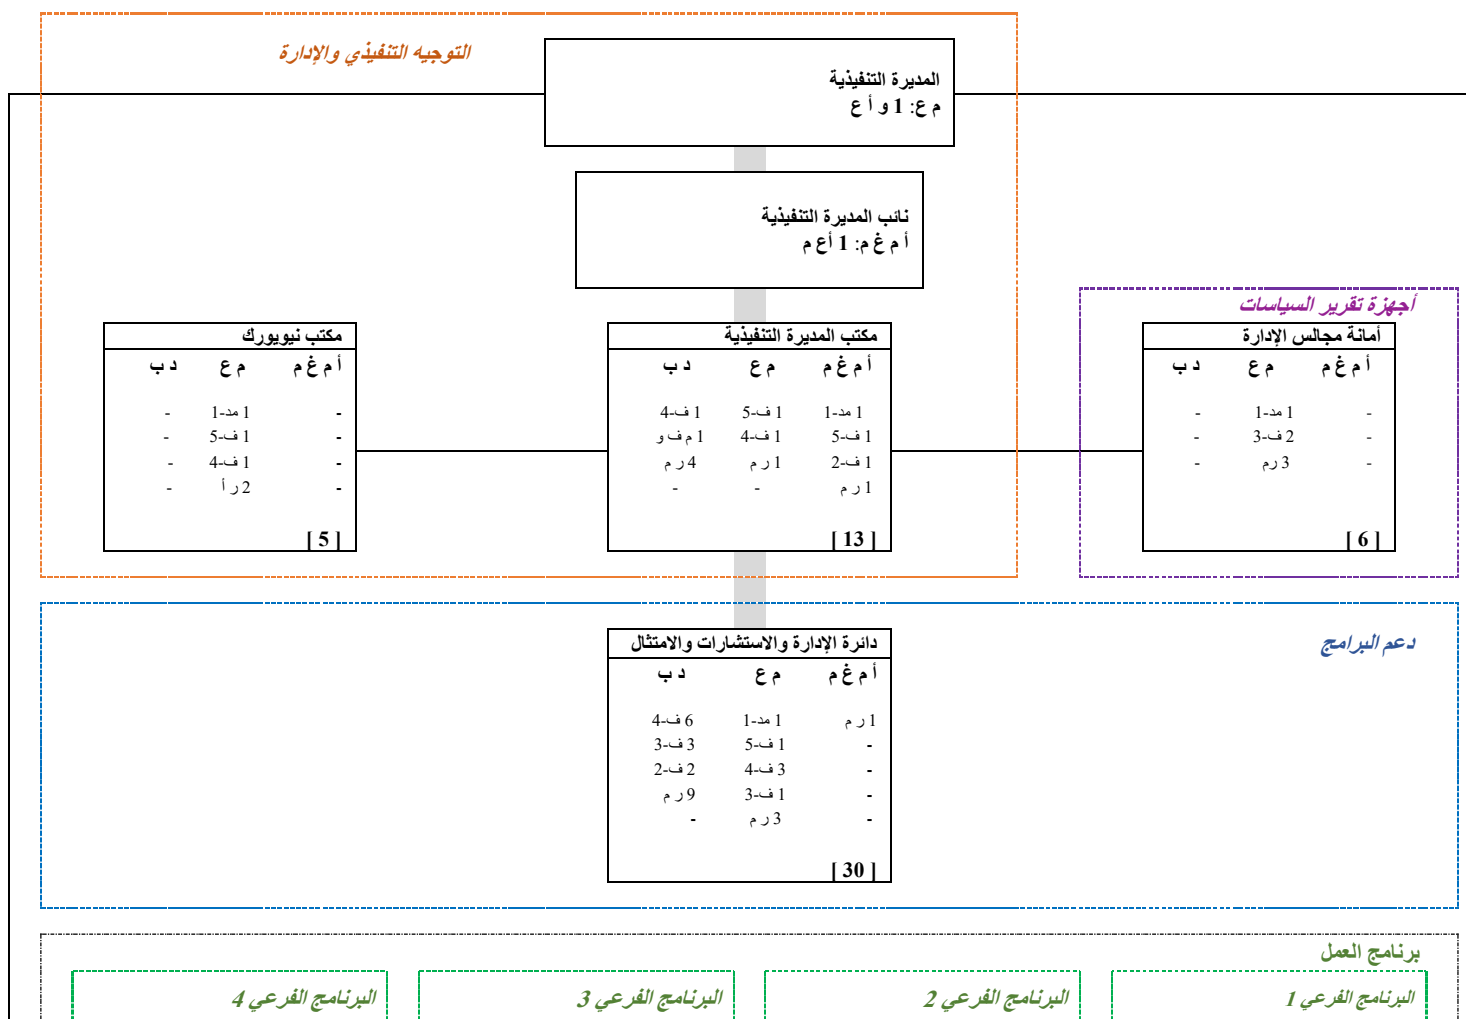 التوجيه التنفيذي والإدارة
المديرة التنفيذية
م ع: 1 و أ ع
نائب المديرة التنفيذية
أ م غ م: 1 أ ع م
أجهزة تقرير السياسات
أمانة مجالس الإدارة
أ م غ م م ع د ب
- 1 مد-1 -
- 2 ف-3 -
- 3 ر م -
[ 6 ]
مكتب المديرة التنفيذية
أ م غ م م ع د ب
1 مد-1 1 ف-5 1 ف-4
1 ف-5 1 ف-4 1 م ف و
1 ف-2 1 ر م 4 ر م
1 ر م - -
[ 13 ]
مكتب نيويورك
أ م غ م م ع د ب
- 1 مد-1 -
- 1 ف-5 -
- 1 ف-4 -
- 2 ر أ -
[ 5 ]
دعم البرامج
دائرة الإدارة والاستشارات والامتثال
أ م غ م م ع د ب
1 ر م 1 مد-1 6 ف-4
- 1 ف-5 3 ف-3
- 3 ف-4 2 ف-2
- 1 ف-3 9 ر م
- 3 ر م -
[ 30 ]
برنامج العمل
البرنامج الفرعي 1
البرنامج الفرعي 2
البرنامج الفرعي 3
البرنامج الفرعي 4